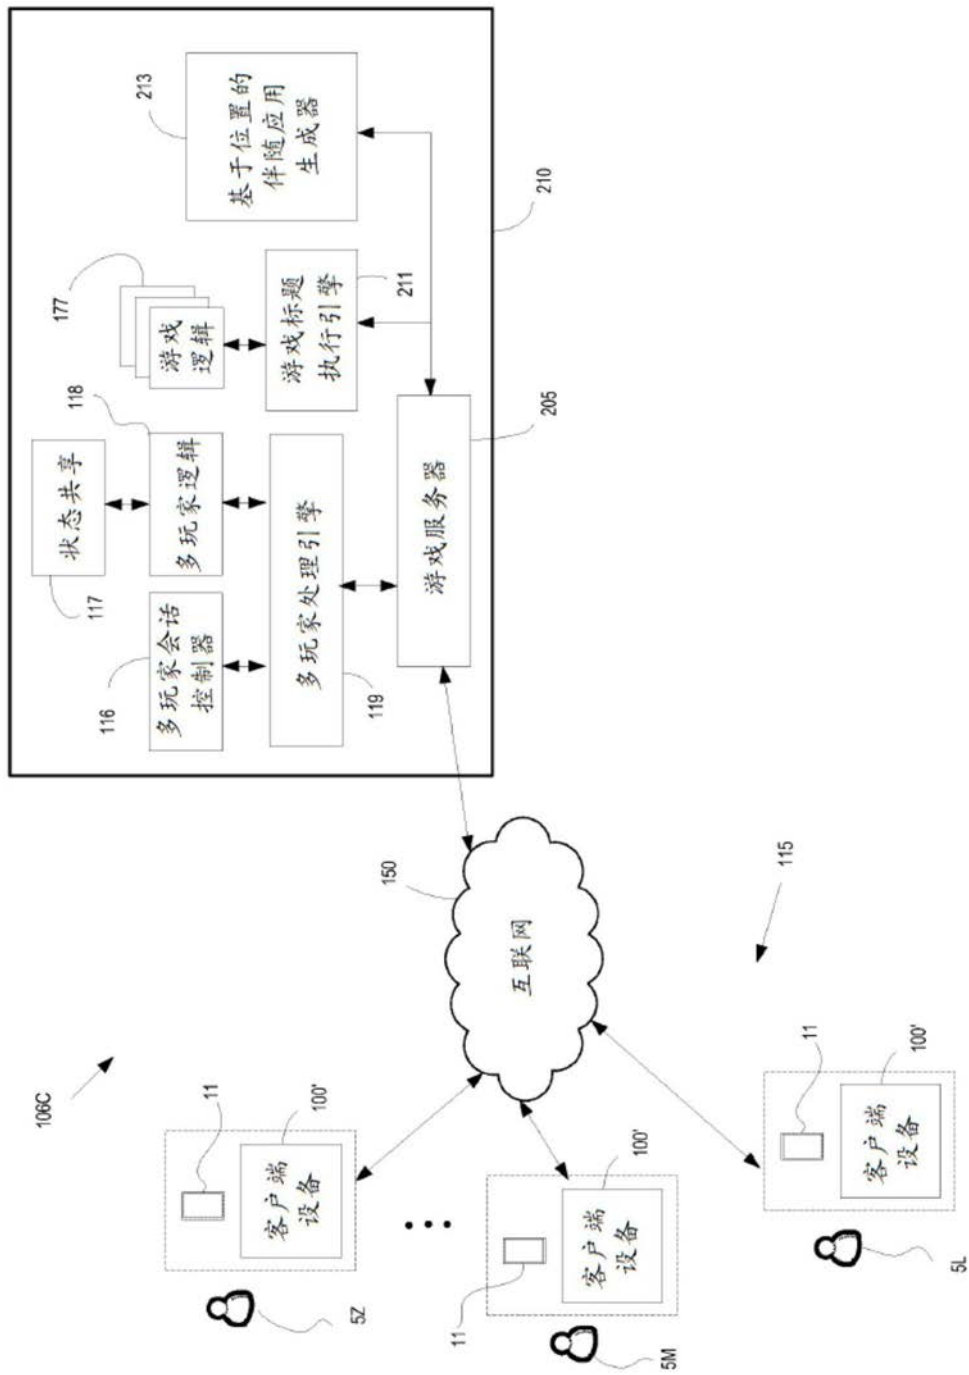 106C
5Z
11
100'
客户端
设备
5M
11
100'
客户端
设备
5L
11
100'
客户端
设备
115
150
互联网
116
多玩家会话
控制器
117
状态共享
118
多玩家逻辑
119
多玩家处理引擎
177
游戏
逻辑
游戏标题
执行引擎
211
213
基于位置的
伴随应用
生成器
游戏服务器
205
210